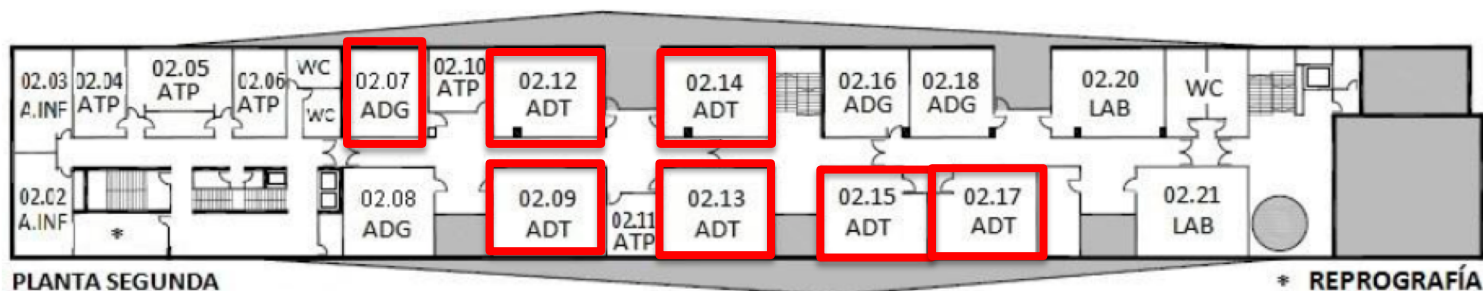 02.03
A.INF
02.04
ATP
02.05
ATP
02.06
ATP
WC
WC
02.07
ADG
02.10
ATP
02.12
ADT
02.14
ADT
02.16
ADG
02.18
ADG
02.20
LAB
WC
02.02
A.INF
*
02.08
ADG
02.09
ADT
02.11
ATP
02.13
ADT
02.15
ADT
02.17
ADT
02.21
LAB
PLANTA SEGUNDA
* REPROGRAFÍA